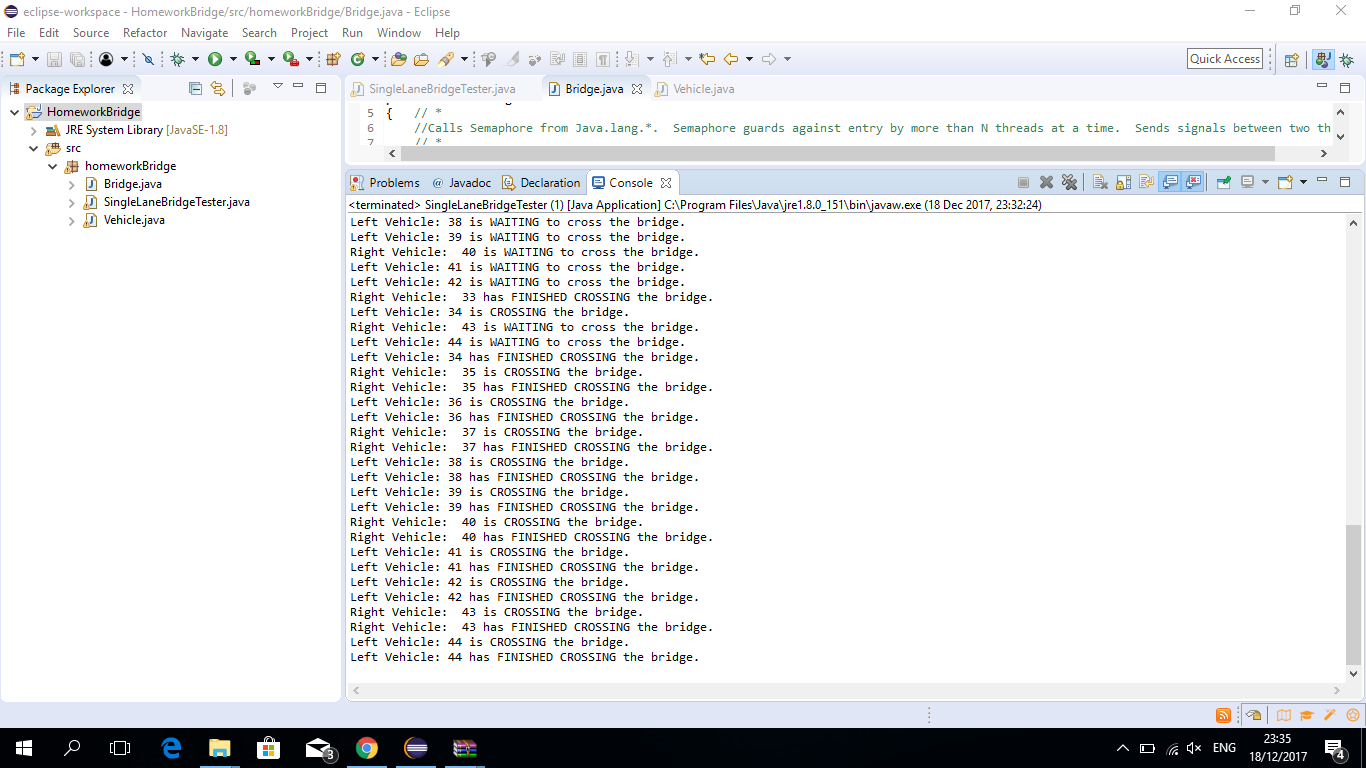 eclipse-workspace - HomeworkBridge/src/homeworkBridge/Bridge.java - Eclipse
File Edit Source Refactor Navigate Search Project Run Window Help
Quick Access
Package Explorer
HomeworkBridge
JRE System Library [JavaSE-1.8]
src
homeworkBridge
Bridge.java
SingleLaneBridgeTester.java
Vehicle.java
SingleLaneBridgeTester.java Bridge.java Vehicle.java
5 { // *
6 //Calls Semaphore from Java.lang.*.  Semaphore guards against entry by more than N threads at a time.  Sends signals between two th
7 // *
Problems @ Javadoc Declaration Console
<terminated> SingleLaneBridgeTester (1) [Java Application] C:\Program Files\Java\jre1.8.0_151\bin\javaw.exe (18 Dec 2017, 23:32:24)
Left Vehicle: 38 is WAITING to cross the bridge.
Left Vehicle: 39 is WAITING to cross the bridge.
Right Vehicle:  40 is WAITING to cross the bridge.
Left Vehicle: 41 is WAITING to cross the bridge.
Left Vehicle: 42 is WAITING to cross the bridge.
Right Vehicle:  33 has FINISHED CROSSING the bridge.
Left Vehicle: 34 is CROSSING the bridge.
Right Vehicle:  43 is WAITING to cross the bridge.
Left Vehicle: 44 is WAITING to cross the bridge.
Left Vehicle: 34 has FINISHED CROSSING the bridge.
Right Vehicle:  35 is CROSSING the bridge.
Right Vehicle:  35 has FINISHED CROSSING the bridge.
Left Vehicle: 36 is CROSSING the bridge.
Left Vehicle: 36 has FINISHED CROSSING the bridge.
Right Vehicle:  37 is CROSSING the bridge.
Right Vehicle:  37 has FINISHED CROSSING the bridge.
Left Vehicle: 38 is CROSSING the bridge.
Left Vehicle: 38 has FINISHED CROSSING the bridge.
Left Vehicle: 39 is CROSSING the bridge.
Left Vehicle: 39 has FINISHED CROSSING the bridge.
Right Vehicle:  40 is CROSSING the bridge.
Right Vehicle:  40 has FINISHED CROSSING the bridge.
Left Vehicle: 41 is CROSSING the bridge.
Left Vehicle: 41 has FINISHED CROSSING the bridge.
Left Vehicle: 42 is CROSSING the bridge.
Left Vehicle: 42 has FINISHED CROSSING the bridge.
Right Vehicle:  43 is CROSSING the bridge.
Right Vehicle:  43 has FINISHED CROSSING the bridge.
Left Vehicle: 44 is CROSSING the bridge.
Left Vehicle: 44 has FINISHED CROSSING the bridge.
3
ENG
23:35
18/12/2017
4